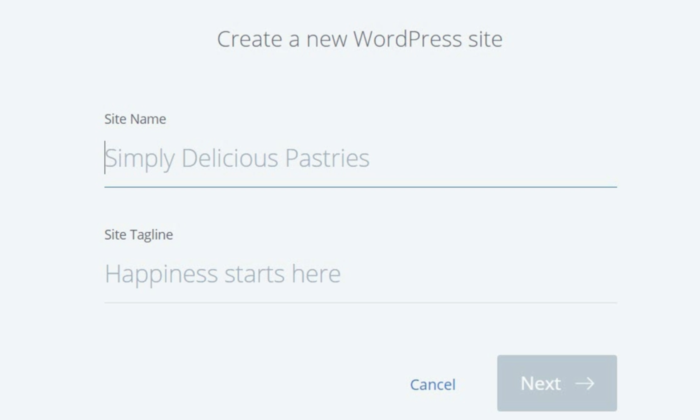 Create a new WordPress site
Site Name
Simply Delicious Pastries
Site Tagline
Happiness starts here
Cancel
Next →